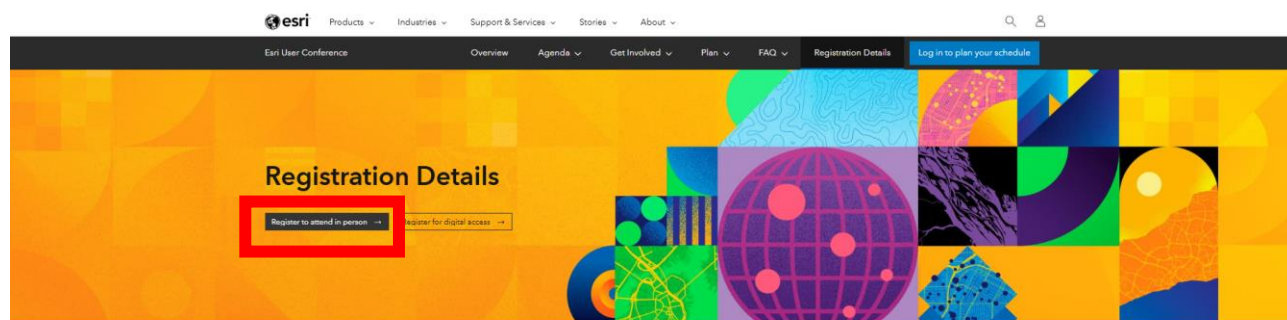 esri Products Industries Support & Services Stories About
Esri User Conference Overview Agenda Get Involved Plan FAQ Registration Details Log in to plan your schedule
Registration Details
Register to attend in person → egister for digital access →